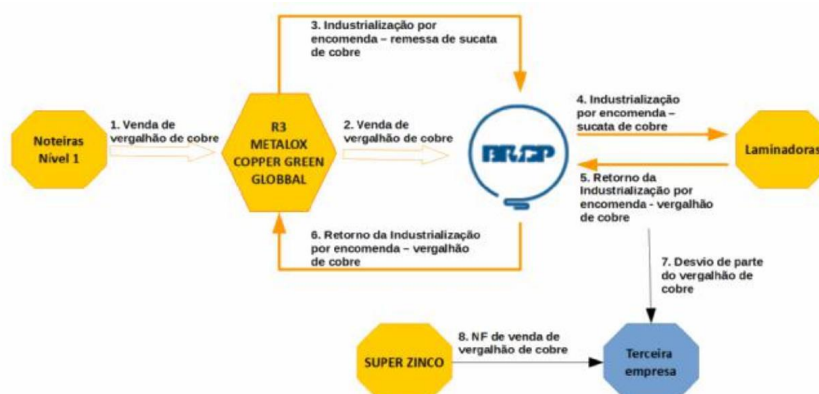 3. Industrialização por
encomenda – remessa de sucata
de cobre
Noteiras
Nível 1
1. Venda de
vergalhão de cobre
R3
METALOX
COPPER GREEN
GLOBBAL
2. Venda de
vergalhão de cobre
BRCP
4. Industrialização
por encomenda –
sucata de cobre
Laminadoras
5. Retorno da
Industrialização por
encomenda - vergalhão
de cobre
6. Retorno da Industrialização
por encomenda – vergalhão
de cobre
7. Desvio de parte
do vergalhão de
cobre
SUPER ZINCO
8. NF de venda de
vergalhão de cobre
Terceira
empresa